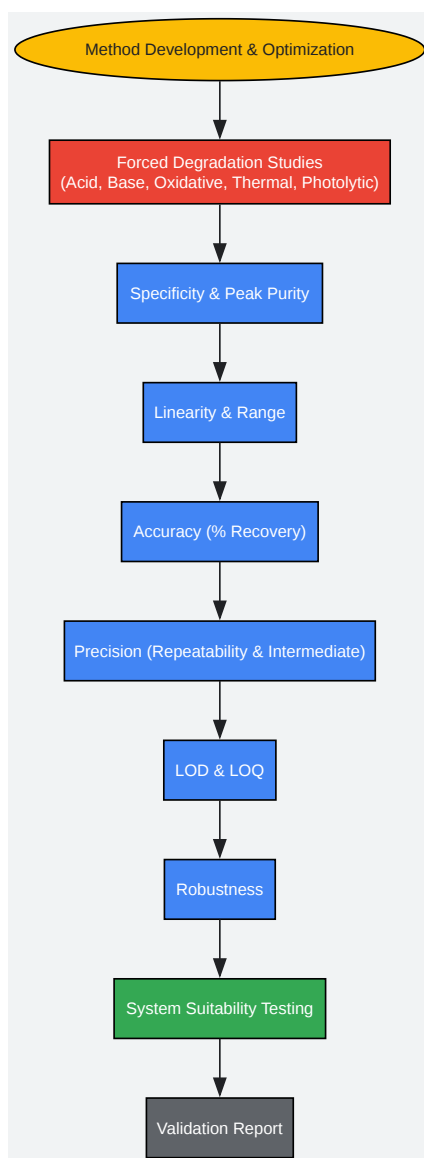 Method Development & Optimization
Forced Degradation Studies
(Acid, Base, Oxidative, Thermal, Photolytic)
Specificity & Peak Purity
Linearity & Range
Accuracy (% Recovery)
Precision (Repeatability & Intermediate)
LOD & LOQ
Robustness
System Suitability Testing
Validation Report